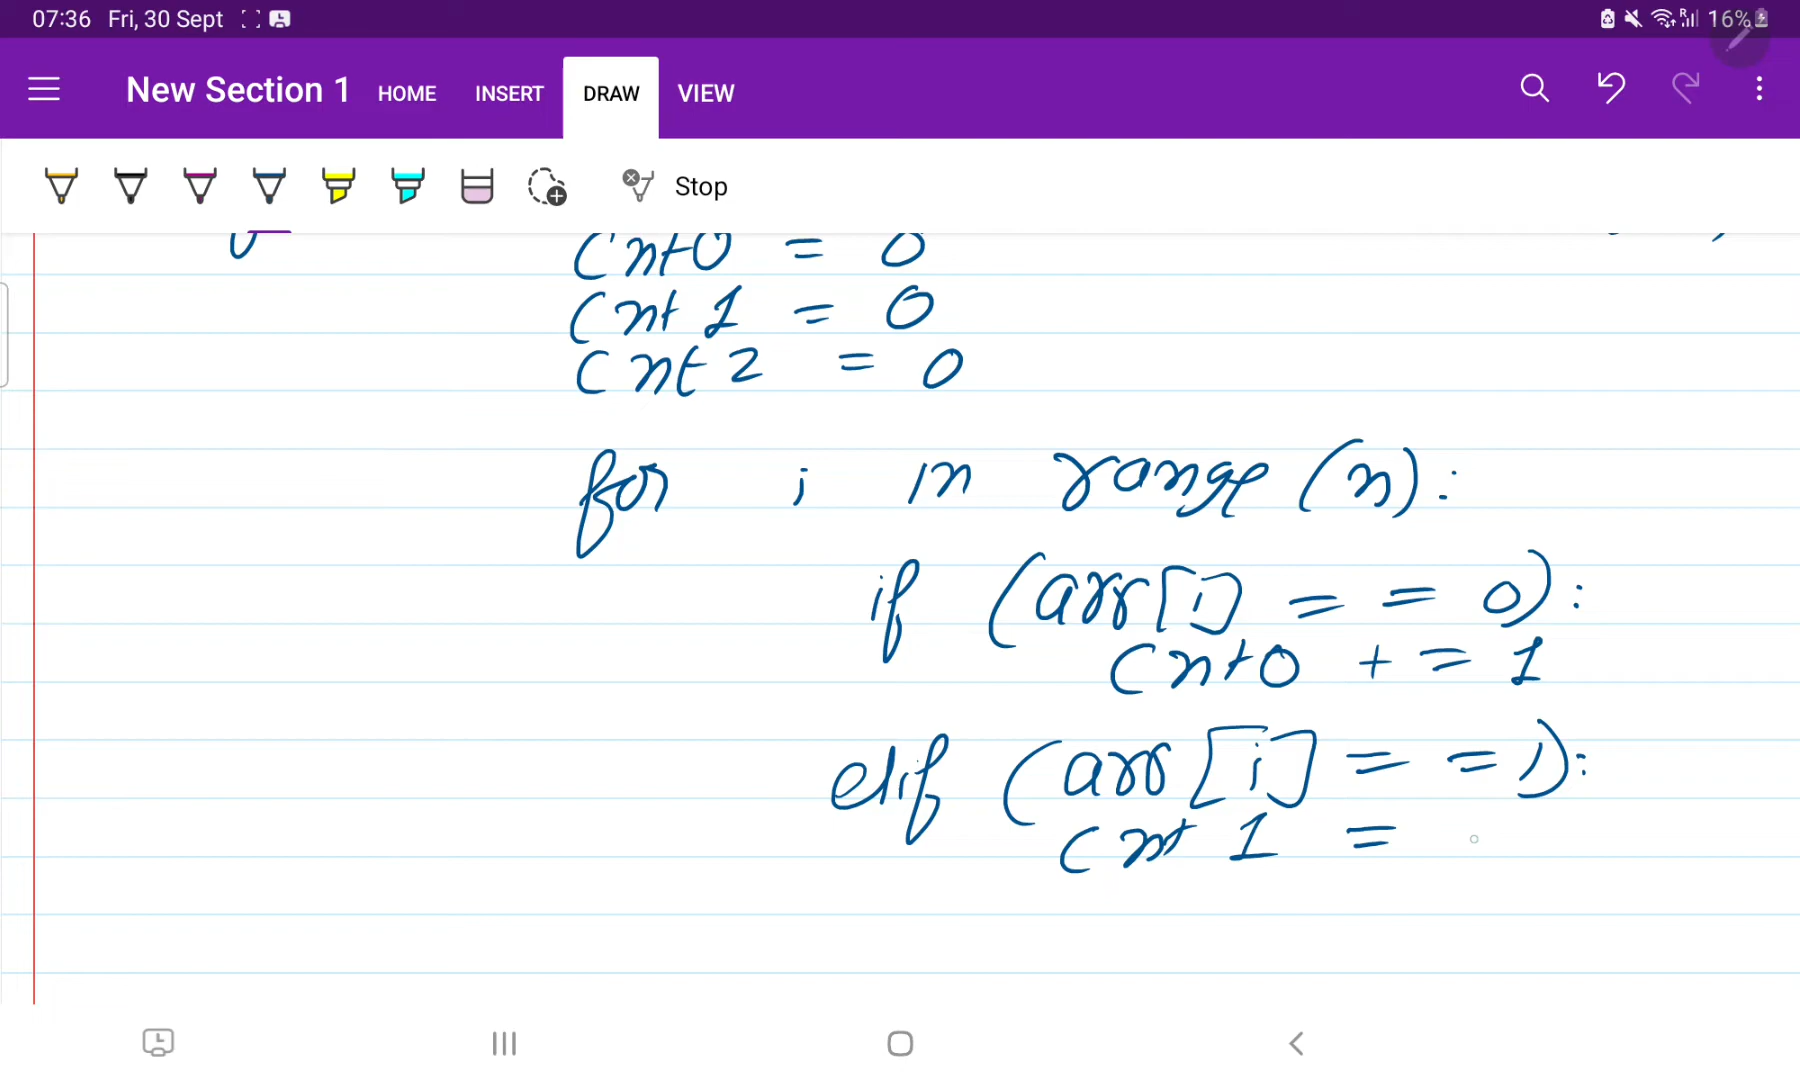 07:36 Fri, 30 Sept 16%
New Section 1 HOME INSERT DRAW VIEW
Stop
Cnt0 = 0
Cnt 1 = 0
Cnt 2 = 0
for i in range (n):
if (arr[i] = = 0):
Cnt0 + = 1
elif (arr[i] = = 1):
Cnt 1 =